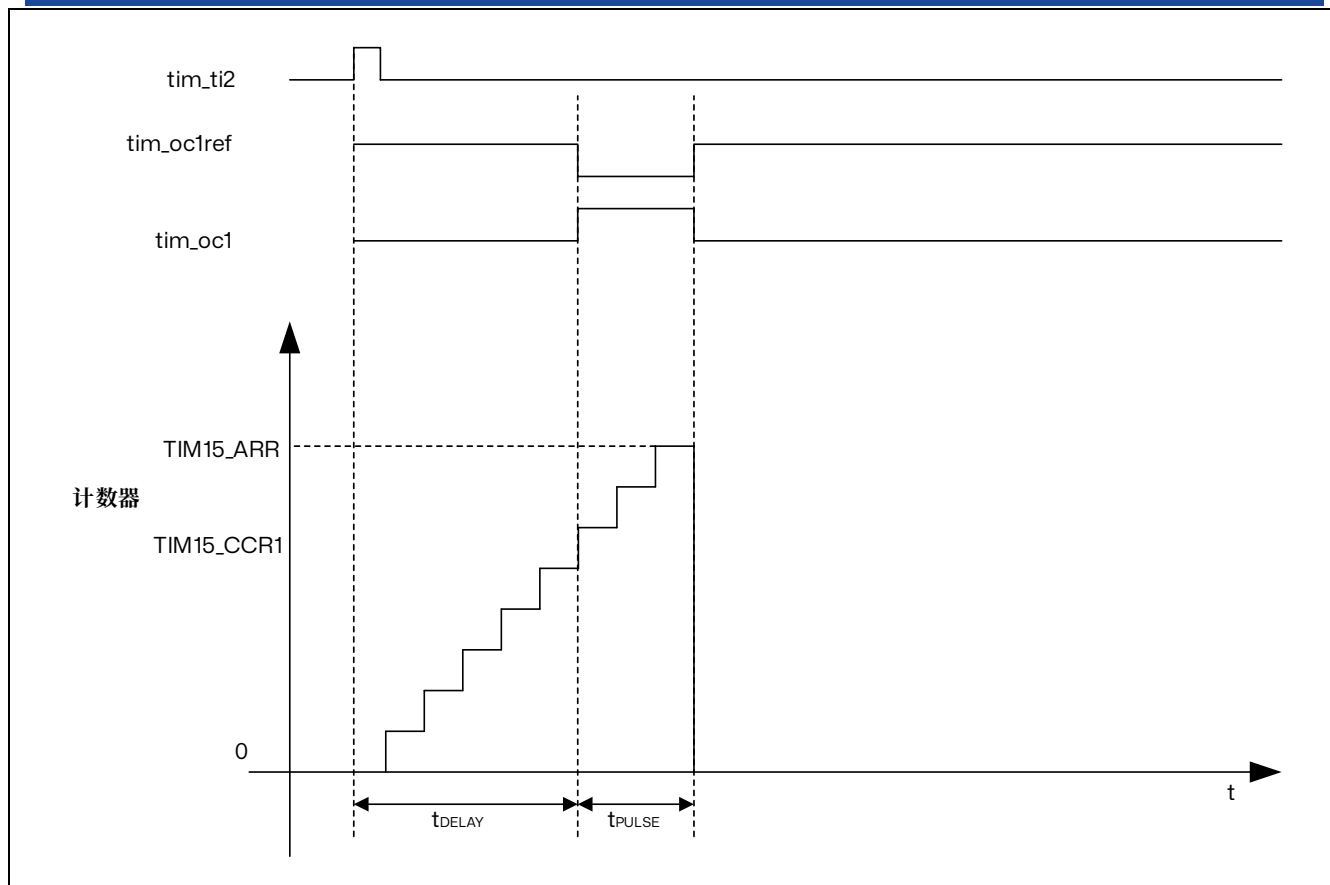 tim_ti2
tim_oc1ref
tim_oc1
TIM15_ARR
计数器
TIM15_CCR1
0
t
tDELAY
tPULSE